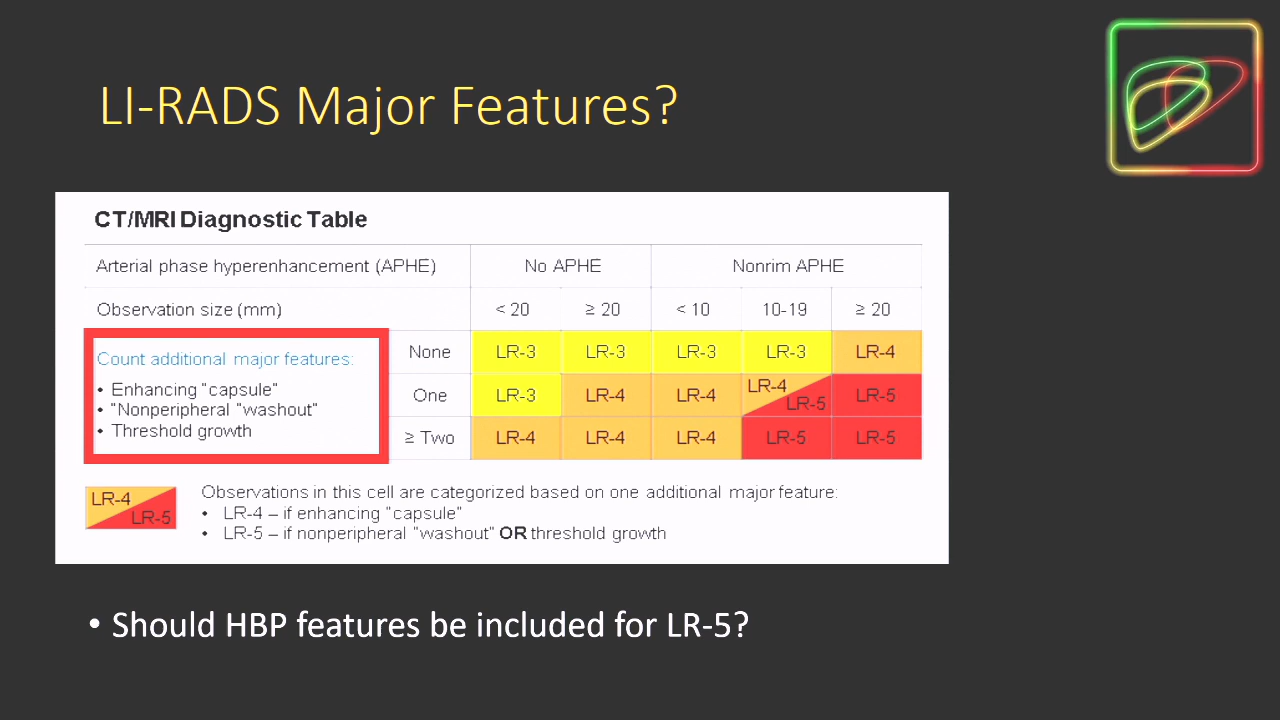 LI-RADS Major Features?
CT/MRI Diagnostic Table
Arterial phase hyperenhancement (APHE) No APHE Nonrim APHE
Observation size (mm) < 20 ≥ 20 < 10 10-19 ≥ 20
Count additional major features:
• Enhancing "capsule"
• "Nonperipheral "washout"
• Threshold growth
None LR-3 LR-3 LR-3 LR-3 LR-4
One LR-3 LR-4 LR-4 LR-4 LR-5 LR-5
≥ Two LR-4 LR-4 LR-4 LR-5 LR-5
LR-4
LR-5
Observations in this cell are categorized based on one additional major feature:
• LR-4 – if enhancing "capsule"
• LR-5 – if nonperipheral "washout" OR threshold growth
• Should HBP features be included for LR-5?